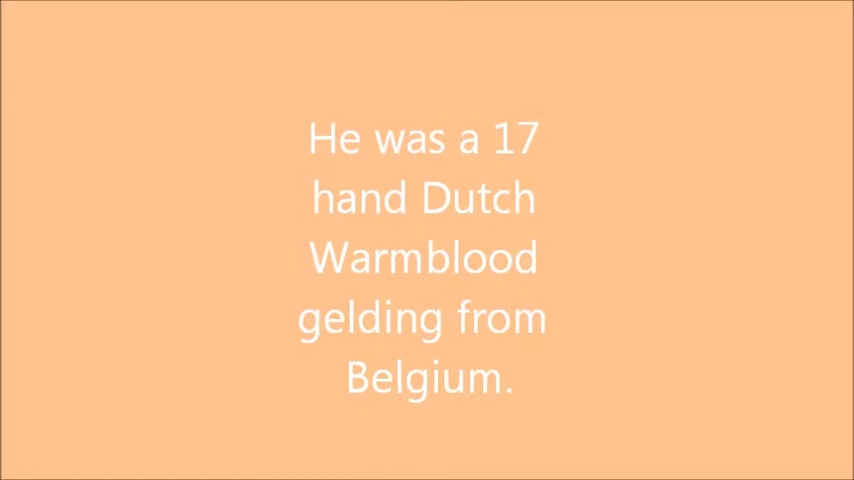 He was a 17
hand Dutch
Warmblood
gelding from
Belgium.